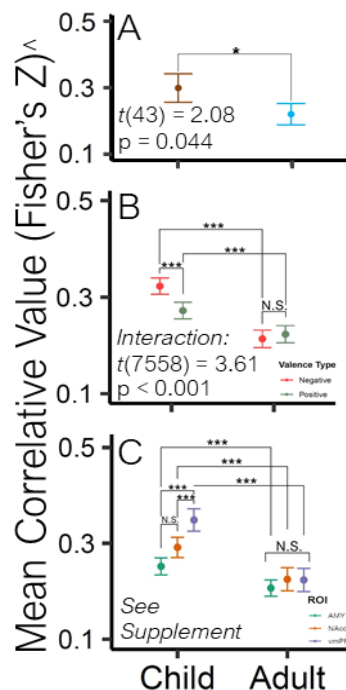 Mean Correlative Value (Fisher's Z)^
A
0.5
0.3
0.1
*
t(43) = 2.08
p = 0.044
B
0.5
0.3
0.1
***
***
***
N.S.
Interaction:
t(7558) = 3.61
p < 0.001
Valence Type
Negative
Positive
C
0.5
0.3
0.1
***
***
***
***
***
N.S.
N.S.
See
Supplement
ROI
AMY
NAcc
vmPF
Child Adult